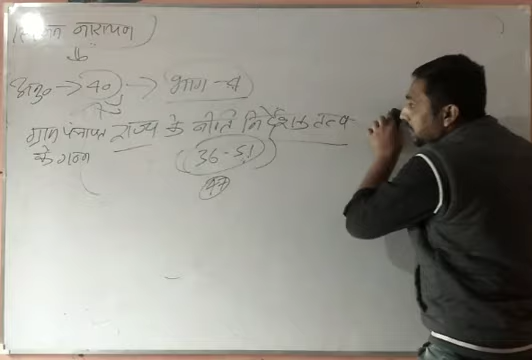 नारायण
अनु० → 40 → भाग-4
ग्राम पंचायत राज्य के नीति निर्देशक तत्व
के गठन
36-51